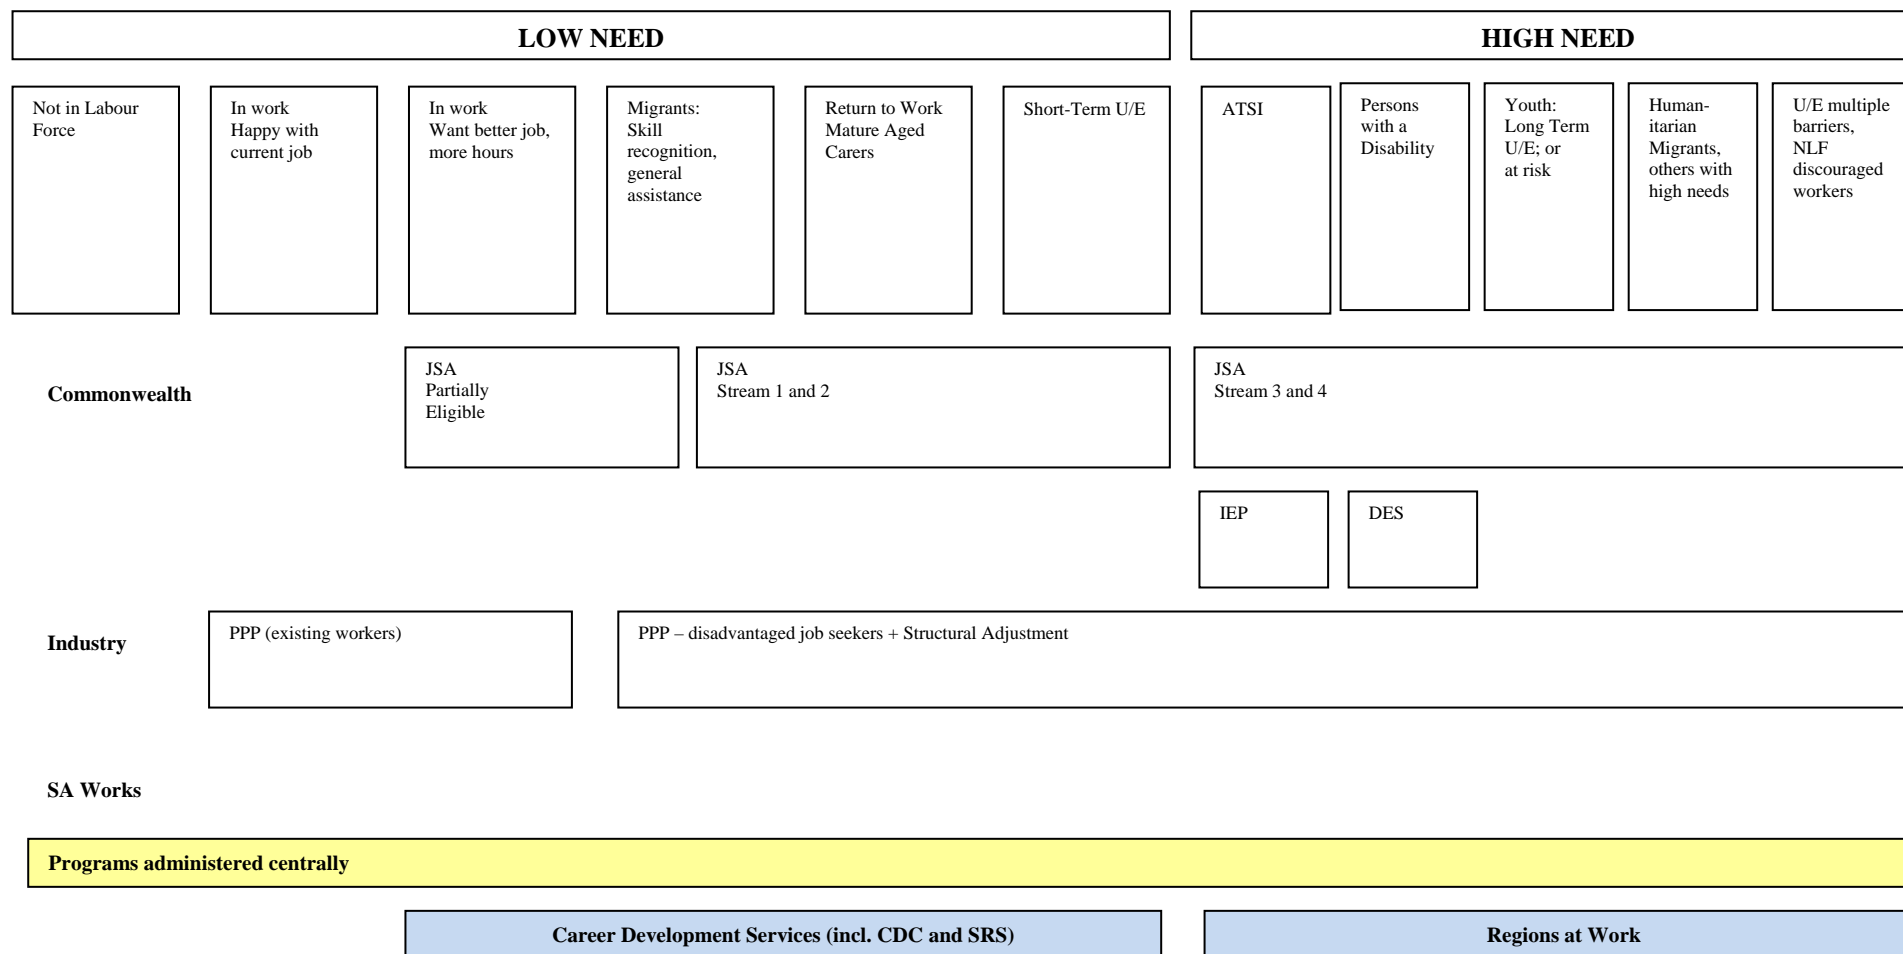 LOW NEED
HIGH NEED
Not in Labour
Force
In work
Happy with
current job
In work
Want better job,
more hours
Migrants:
Skill
recognition,
general
assistance
Return to Work
Mature Aged
Carers
Short-Term U/E
ATSI
Persons
with a
Disability
Youth:
Long Term
U/E; or
at risk
Human-
itarian
Migrants,
others with
high needs
U/E multiple
barriers,
NLF
discouraged
workers
Commonwealth
JSA
Partially
Eligible
JSA
Stream 1 and 2
JSA
Stream 3 and 4
IEP
DES
Industry
PPP (existing workers)
PPP – disadvantaged job seekers + Structural Adjustment
SA Works
Programs administered centrally
Career Development Services (incl. CDC and SRS)
Regions at Work